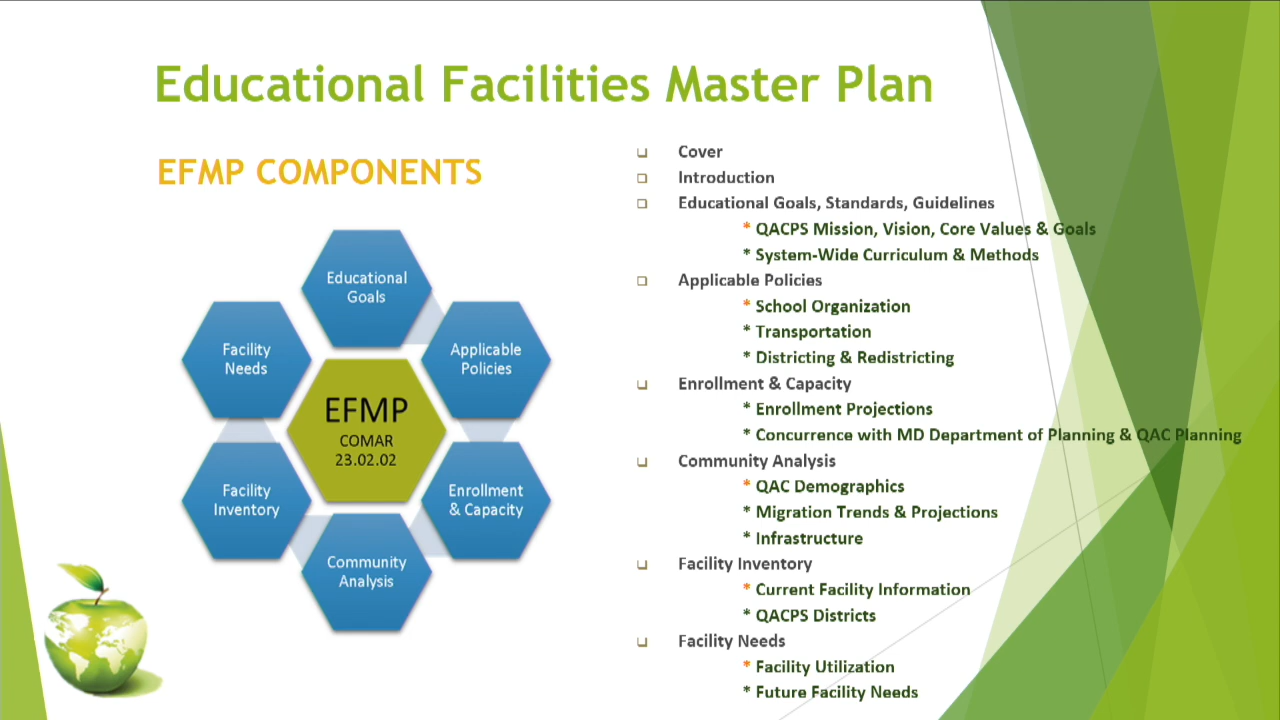 Educational Facilities Master Plan
EFMP COMPONENTS
Educational
Goals
Applicable
Policies
Enrollment
& Capacity
Community
Analysis
Facility
Inventory
Facility
Needs
EFMP
COMAR
23.02.02
❑ Cover
❑ Introduction
❑ Educational Goals, Standards, Guidelines
* QACPS Mission, Vision, Core Values & Goals
* System-Wide Curriculum & Methods
❑ Applicable Policies
* School Organization
* Transportation
* Districting & Redistricting
❑ Enrollment & Capacity
* Enrollment Projections
* Concurrence with MD Department of Planning & QAC Planning
❑ Community Analysis
* QAC Demographics
* Migration Trends & Projections
* Infrastructure
❑ Facility Inventory
* Current Facility Information
* QACPS Districts
❑ Facility Needs
* Facility Utilization
* Future Facility Needs